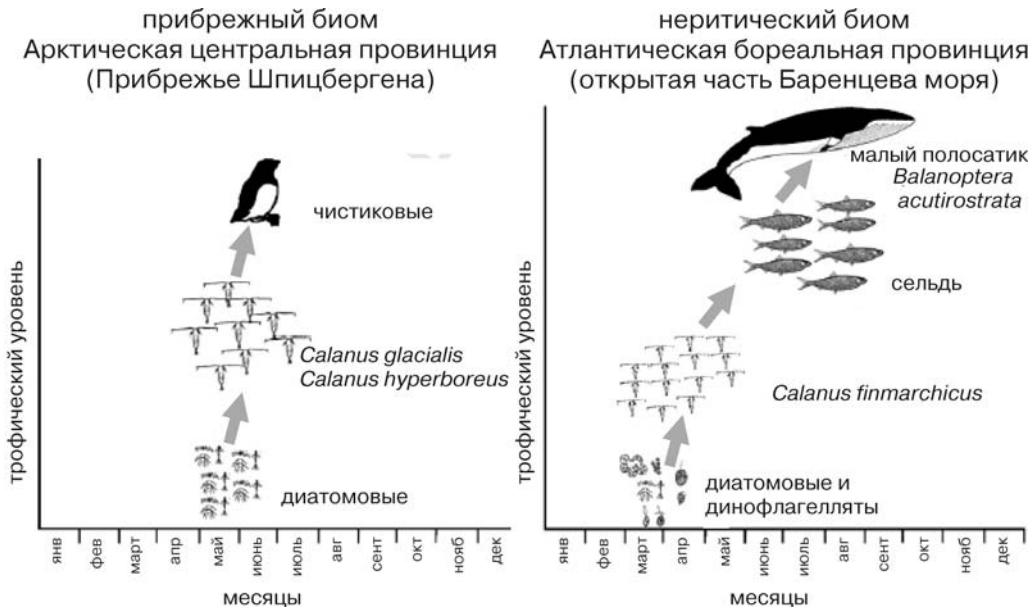 прибрежный биом
Арктическая центральная провинция
(Прибрежье Шпицбергена)
трофический уровень
чистиковые
Calanus glacialis
Calanus hyperboreus
диатомовые
янв
фев
март
апр
май
июнь
июль
авг
сент
окт
нояб
дек
месяцы
неритический биом
Атлантическая бореальная провинция
(открытая часть Баренцева моря)
трофический уровень
малый полосатик
Balanoptera
acutirostrata
сельдь
Calanus finmarchicus
диатомовые и
динофлагелляты
янв
фев
март
апр
май
июнь
июль
авг
сент
окт
нояб
дек
месяцы